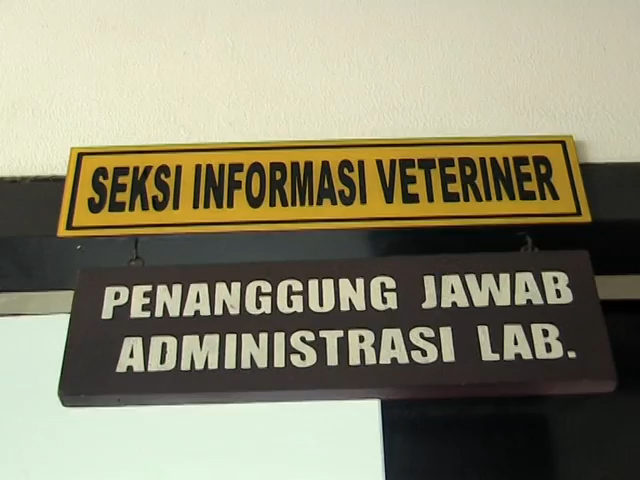 SEKSI INFORMASI VETERINER
PENANGGUNG JAWAB
ADMINISTRASI LAB.